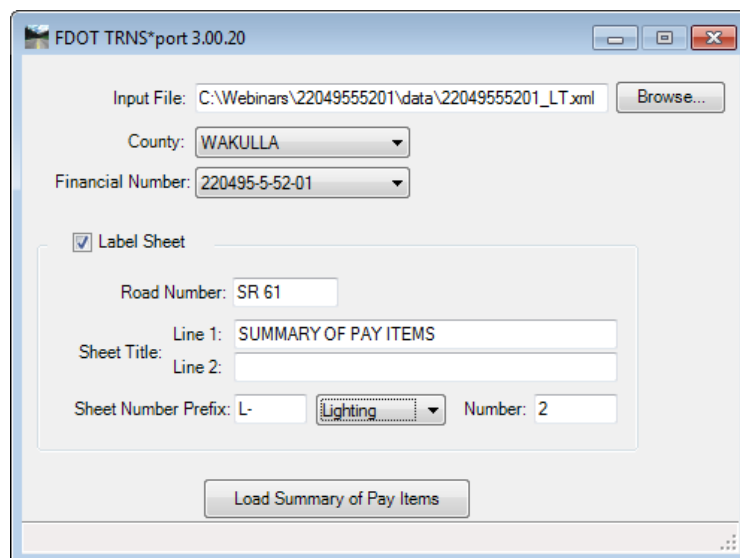 FDOT TRNS*port 3.00.20
Input File: C:\Webinars\22049555201\data\22049555201_LT.xml Browse...
County: WAKULLA
Financial Number: 220495-5-52-01
Label Sheet
Road Number: SR 61
Sheet Title: Line 1: SUMMARY OF PAY ITEMS
Line 2:
Sheet Number Prefix: L- Lighting Number: 2
Load Summary of Pay Items